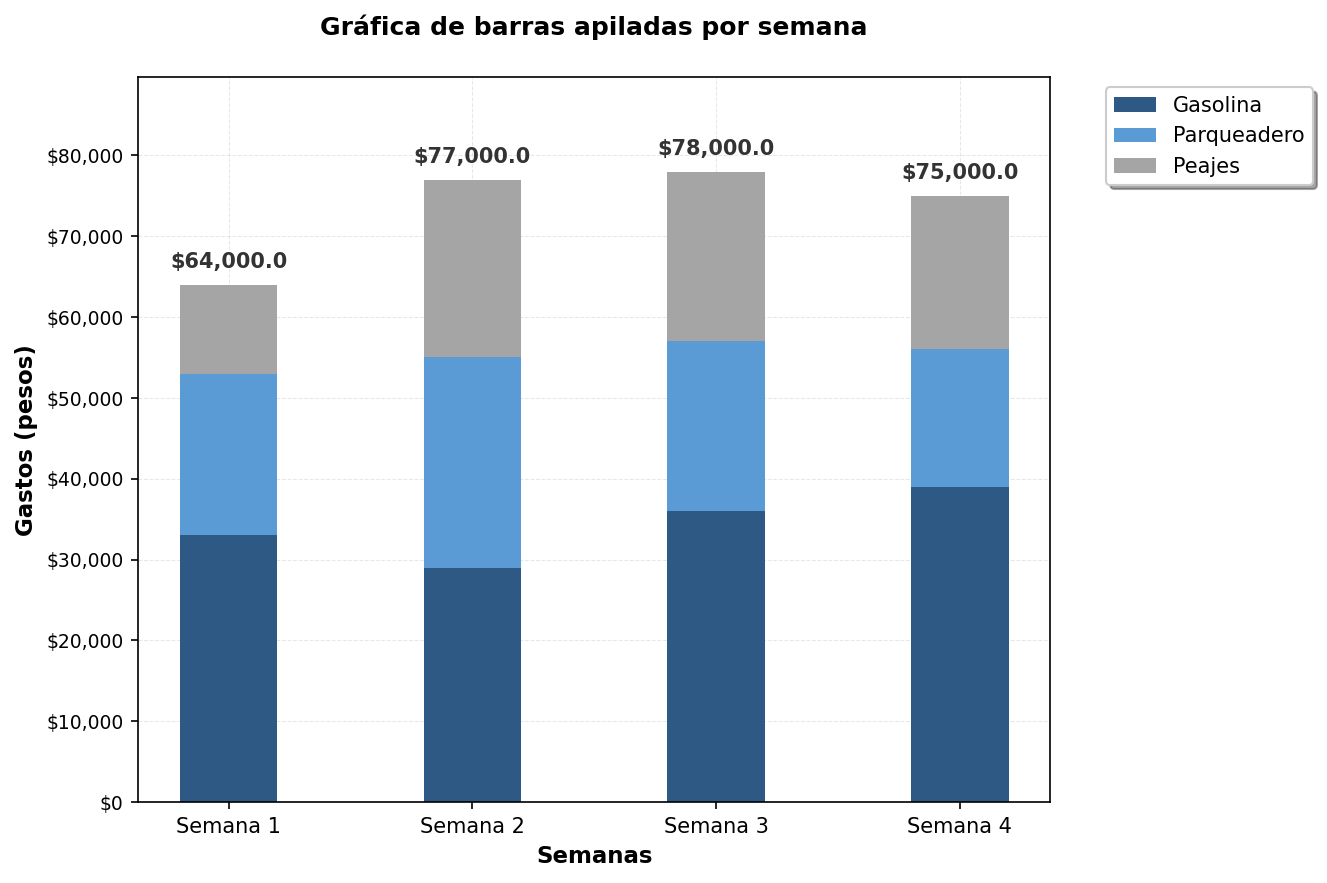 Gráfica de barras apiladas por semana
Gasolina
Parqueadero
Peajes
Gastos (pesos)
$80,000
$70,000
$60,000
$50,000
$40,000
$30,000
$20,000
$10,000
$0
$64,000.0
$77,000.0
$78,000.0
$75,000.0
Semana 1
Semana 2
Semana 3
Semana 4
Semanas